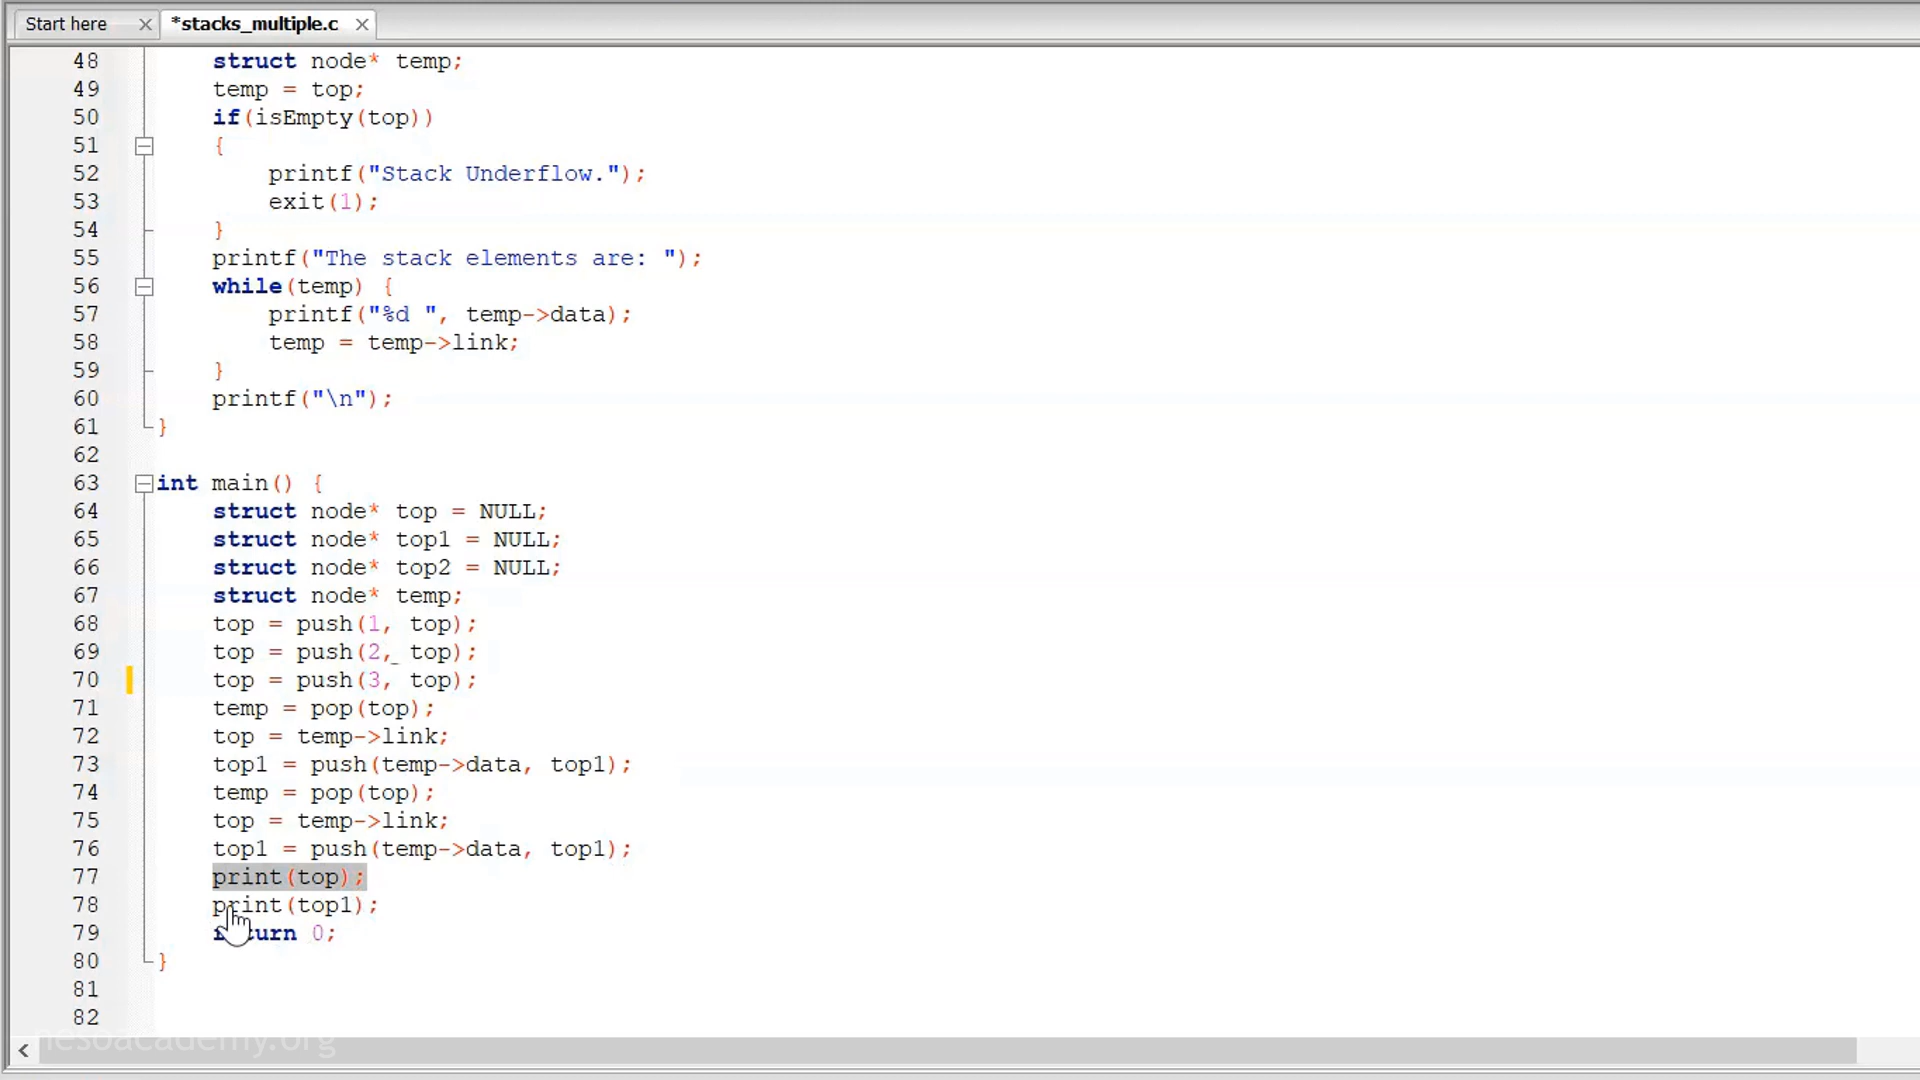 Start here
*stacks_multiple.c
48 struct node* temp;
49 temp = top;
50 if(isEmpty(top))
51 {
52 printf("Stack Underflow.");
53 exit(1);
54 }
55 printf("The stack elements are: ");
56 while(temp) {
57 printf("%d ", temp->data);
58 temp = temp->link;
59 }
60 printf("\n");
61 }
62
63 int main() {
64 struct node* top = NULL;
65 struct node* top1 = NULL;
66 struct node* top2 = NULL;
67 struct node* temp;
68 top = push(1, top);
69 top = push(2, top);
70 top = push(3, top);
71 temp = pop(top);
72 top = temp->link;
73 top1 = push(temp->data, top1);
74 temp = pop(top);
75 top = temp->link;
76 top1 = push(temp->data, top1);
77 print(top);
78 print(top1);
79 return 0;
80 }
81
82
nesoacademy.org